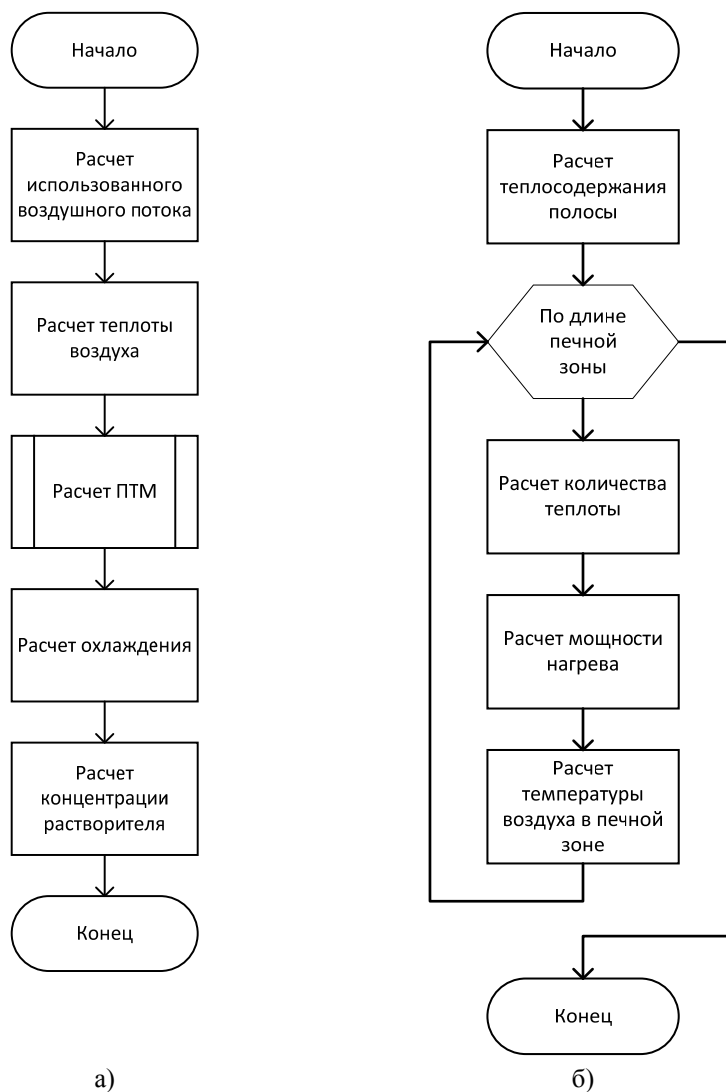 Начало
Расчет
использованного
воздушного потока
Расчет теплоты
воздуха
Расчет ПТМ
Расчет охлаждения
Расчет
концентрации
растворителя
Конец
а)
Начало
Расчет
теплосодержания
полосы
По длине
печной
зоны
Расчет количества
теплоты
Расчет мощности
нагрева
Расчет
температуры
воздуха в печной
зоне
Конец
б)